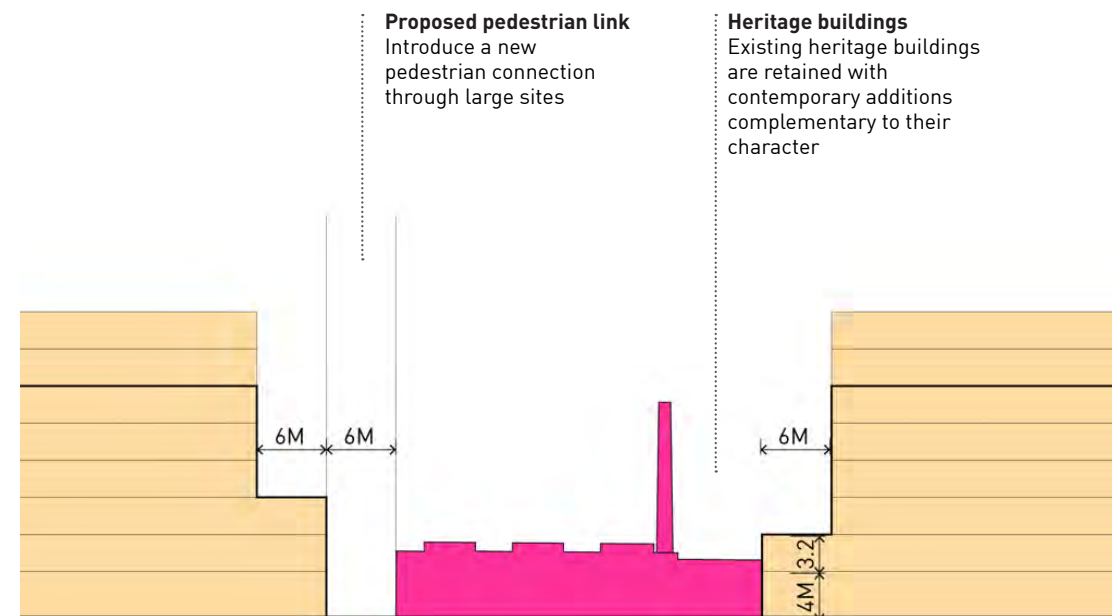 Proposed pedestrian link
Introduce a new
pedestrian connection
through large sites
Heritage buildings
Existing heritage buildings
are retained with
contemporary additions
complementary to their
character
6M
6M
6M
3.2
4M